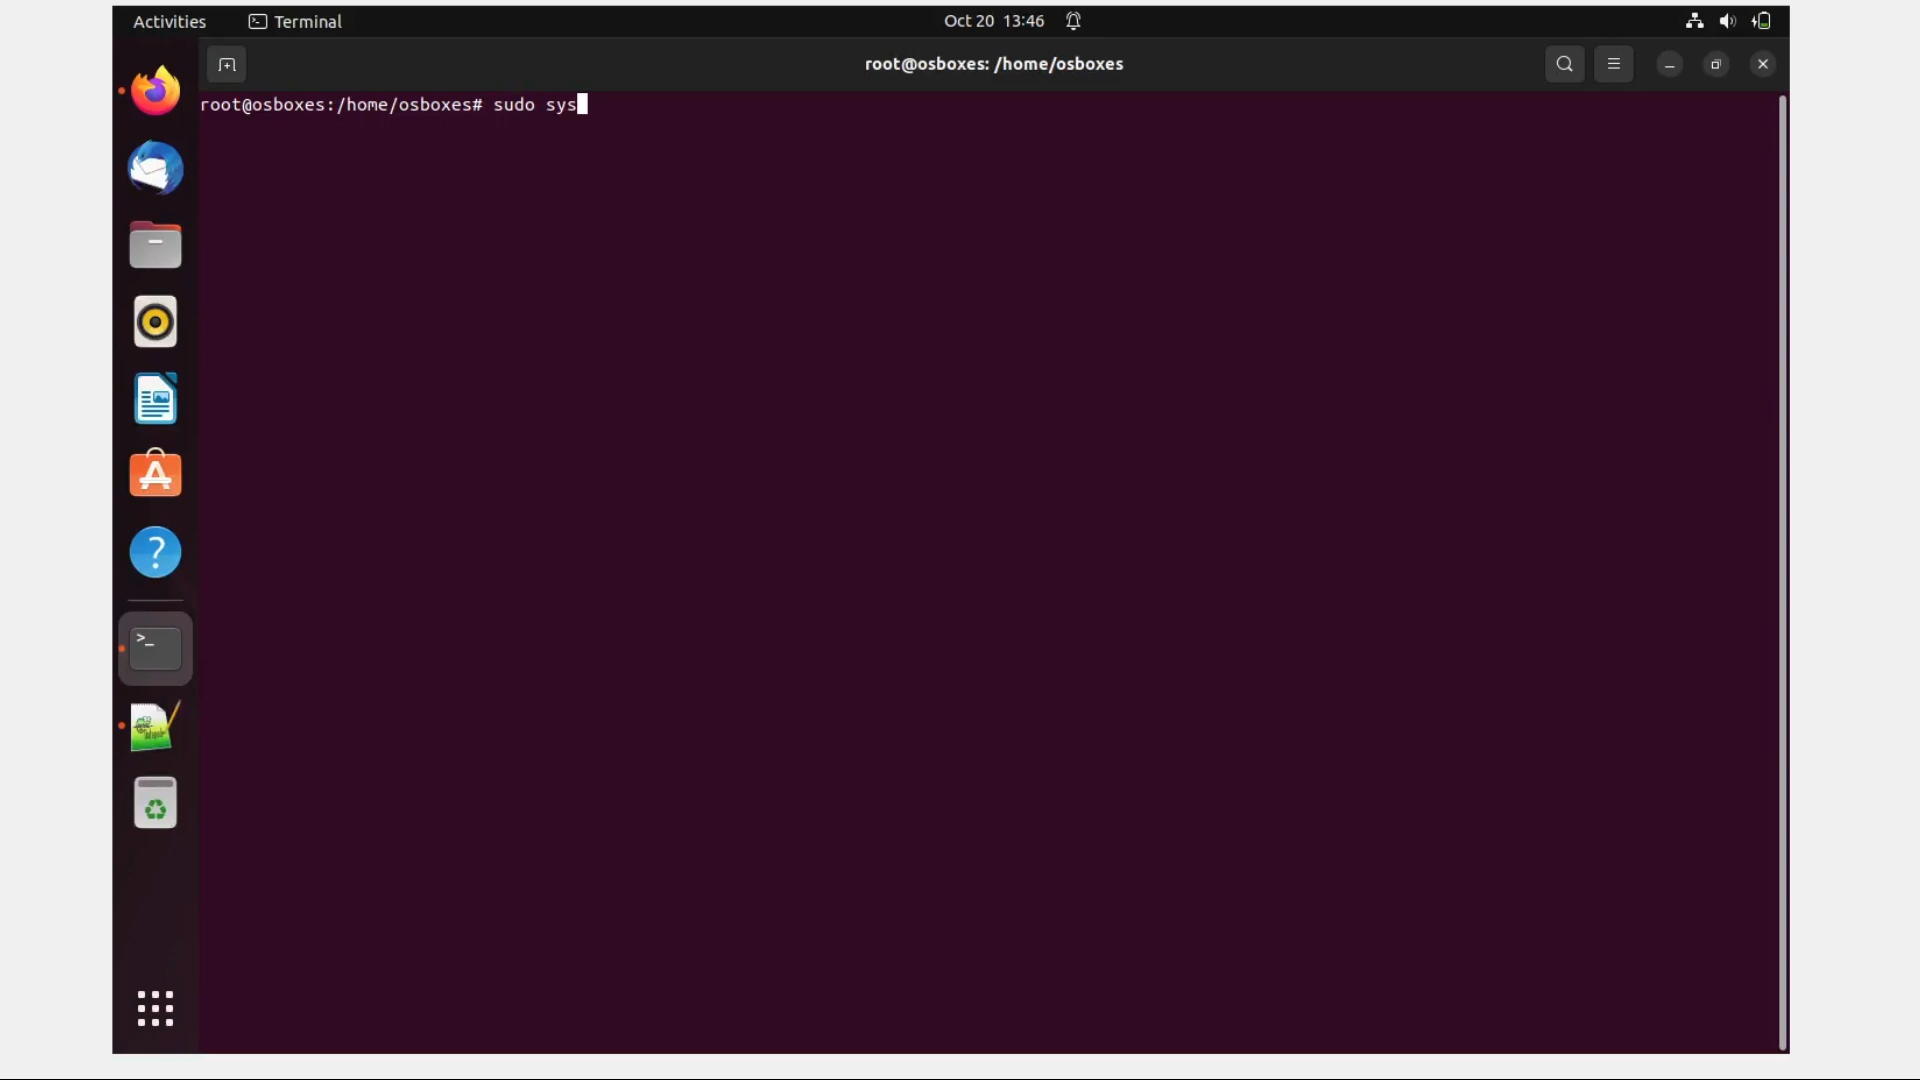 Activities Terminal Oct 20 13:46
root@osboxes: /home/osboxes
root@osboxes:/home/osboxes# sudo sys